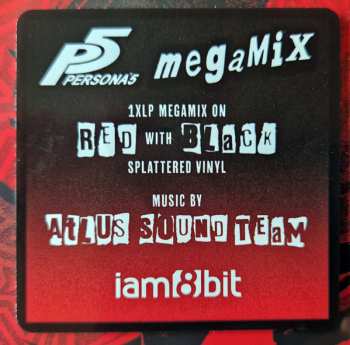 P5 megaMiX
PERSONA5
1XLP MEGAMIX ON
RED WITH BLacK
SPLATTERED VINYL
MUSIC BY
AtLUS SOUND TEaM
iam8bit